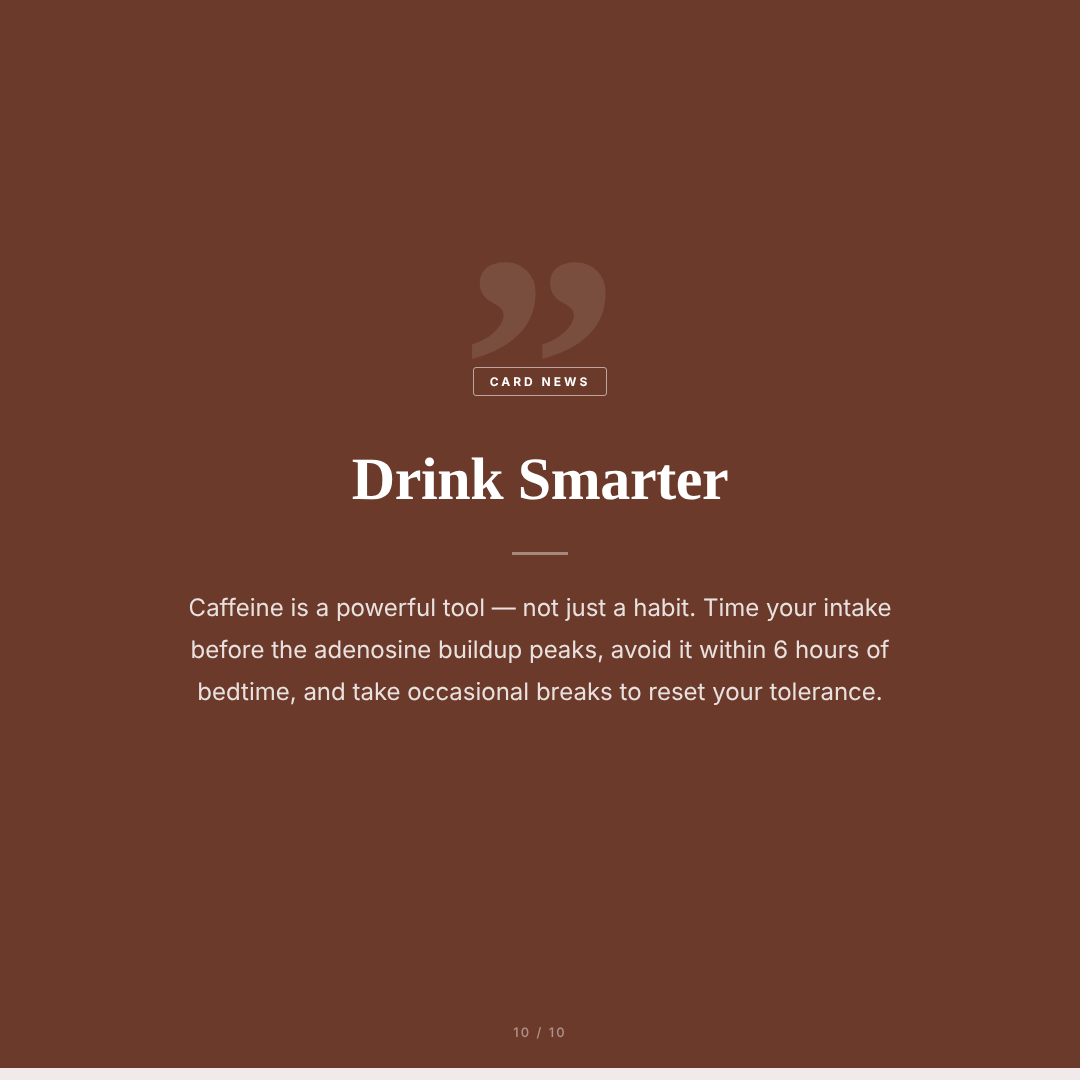 ”
CARD NEWS
Drink Smarter
Caffeine is a powerful tool — not just a habit. Time your intake
before the adenosine buildup peaks, avoid it within 6 hours of
bedtime, and take occasional breaks to reset your tolerance.
10 / 10